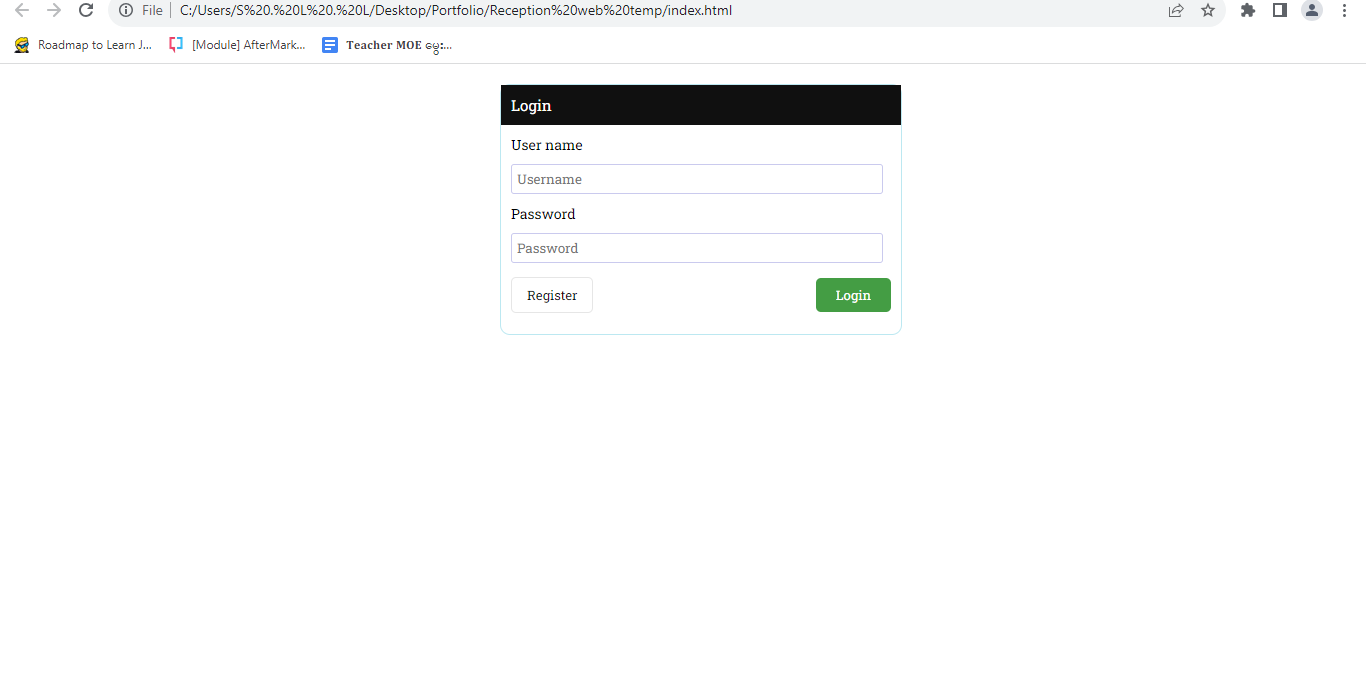 File C:/Users/S%20.%20L%20.%20L/Desktop/Portfolio/Reception%20web%20temp/index.html
Roadmap to Learn J... [Module] AfterMark... Teacher MOE မွေး...
Login
User name
Username
Password
Password
Register Login